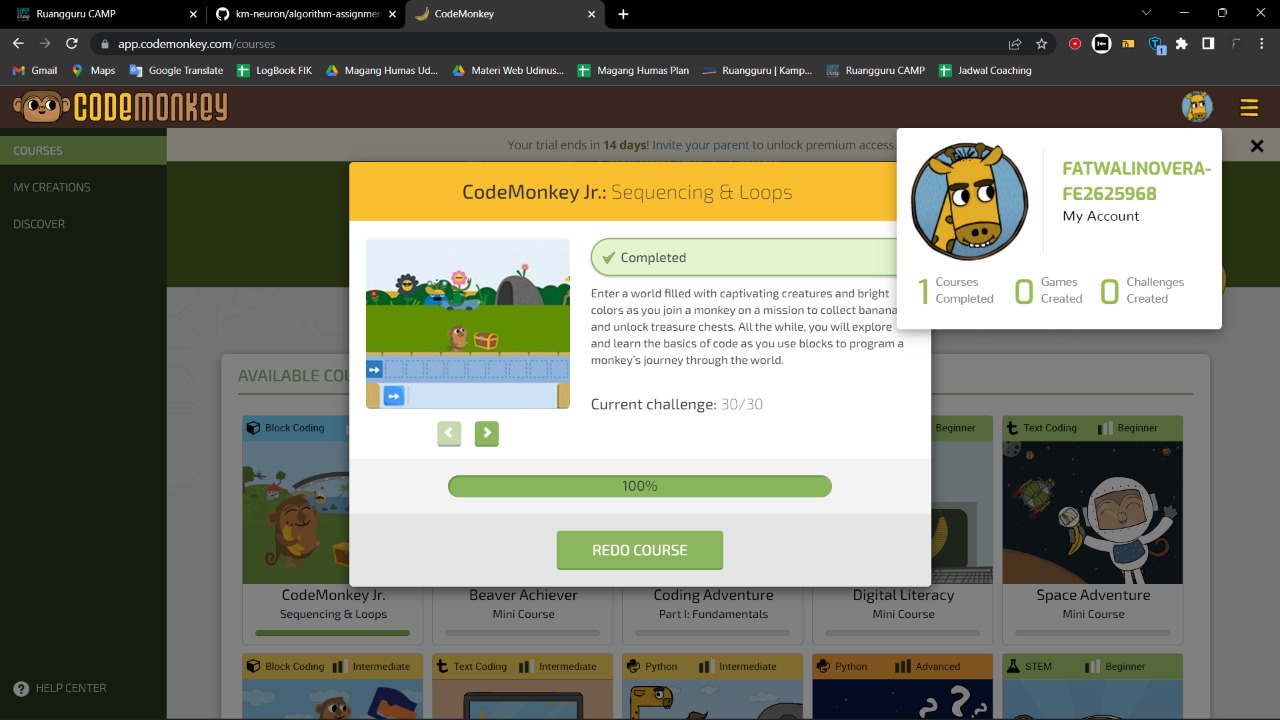 Ruangguru CAMP
km-neuron/algorithm-assignmer
CodeMonkey
app.codemonkey.com/courses
1
Gmail
Maps
Google Translate
LogBook FIK
Magang Humas Ud...
Materi Web Udinus...
Magang Humas Plan
Ruangguru | Kamp...
Ruangguru CAMP
Jadwal Coaching
CODEMONKEY
COURSES
MY CREATIONS
DISCOVER
HELP CENTER
Your trial ends in 14 days! Invite your parent to unlock premium access.
FATWALINOVERA-
FE2625968
My Account
1 Courses
Completed
0 Games
Created
0 Challenges
Created
CodeMonkey Jr.: Sequencing & Loops
Completed
Enter a world filled with captivating creatures and bright
colors as you join a monkey on a mission to collect banana
and unlock treasure chests. All the while, you will explore
and learn the basics of code as you use blocks to program a
monkey's journey through the world.
Current challenge: 30/30
100%
REDO COURSE
AVAILABLE COU
Block Coding
Beginner
Text Coding
Beginner
CodeMonkey Jr.
Sequencing & Loops
Beaver Achiever
Mini Course
Coding Adventure
Part I: Fundamentals
Digital Literacy
Mini Course
Space Adventure
Mini Course
Block Coding
Intermediate
Text Coding
Intermediate
Python
Intermediate
Python
Advanced
STEM
Beginner